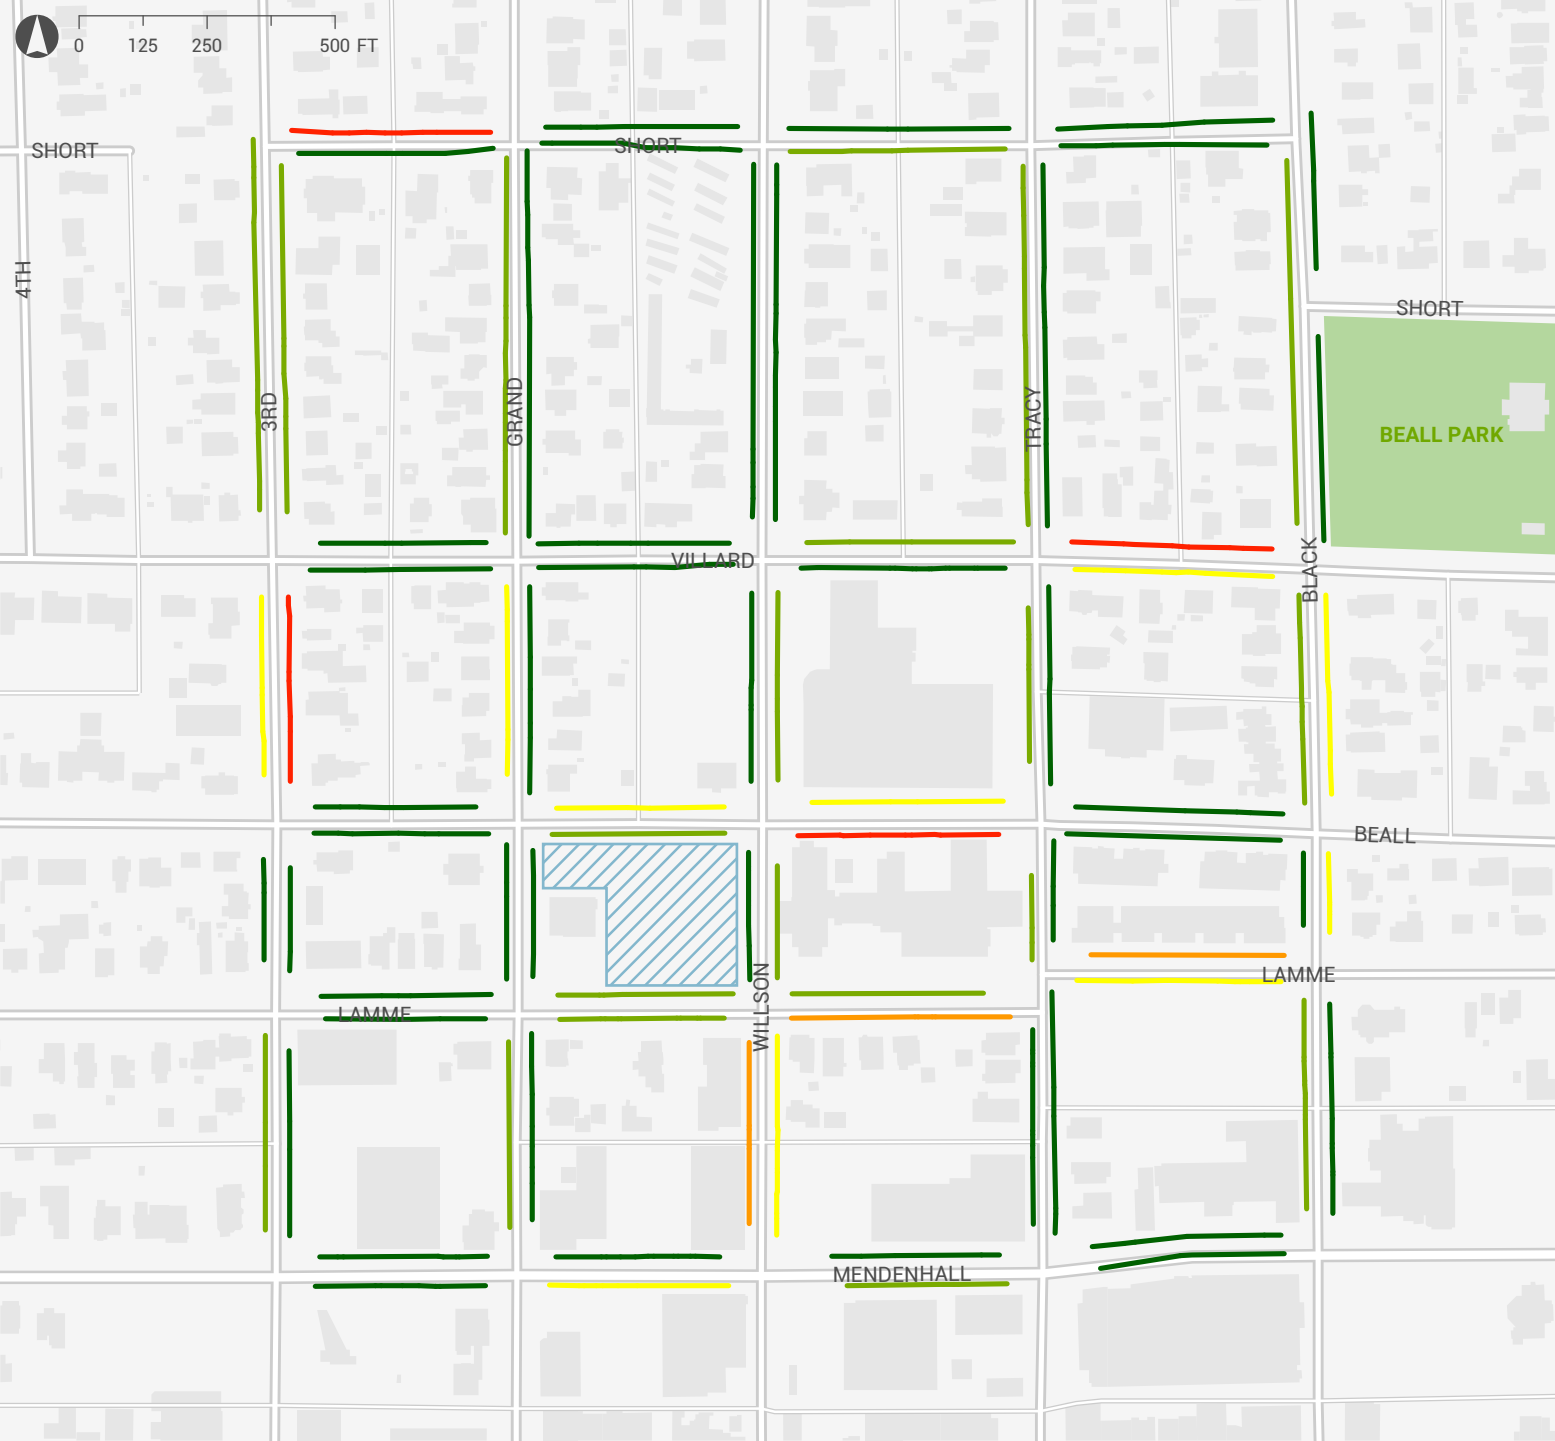 0 125 250 500 FT
SHORT
SHORT
4TH
SHORT
3RD
GRAND
TRACY
BEALL PARK
VILLARD
BLACK
BEALL
LAMME
LAMME
WILLSON
MENDENHALL